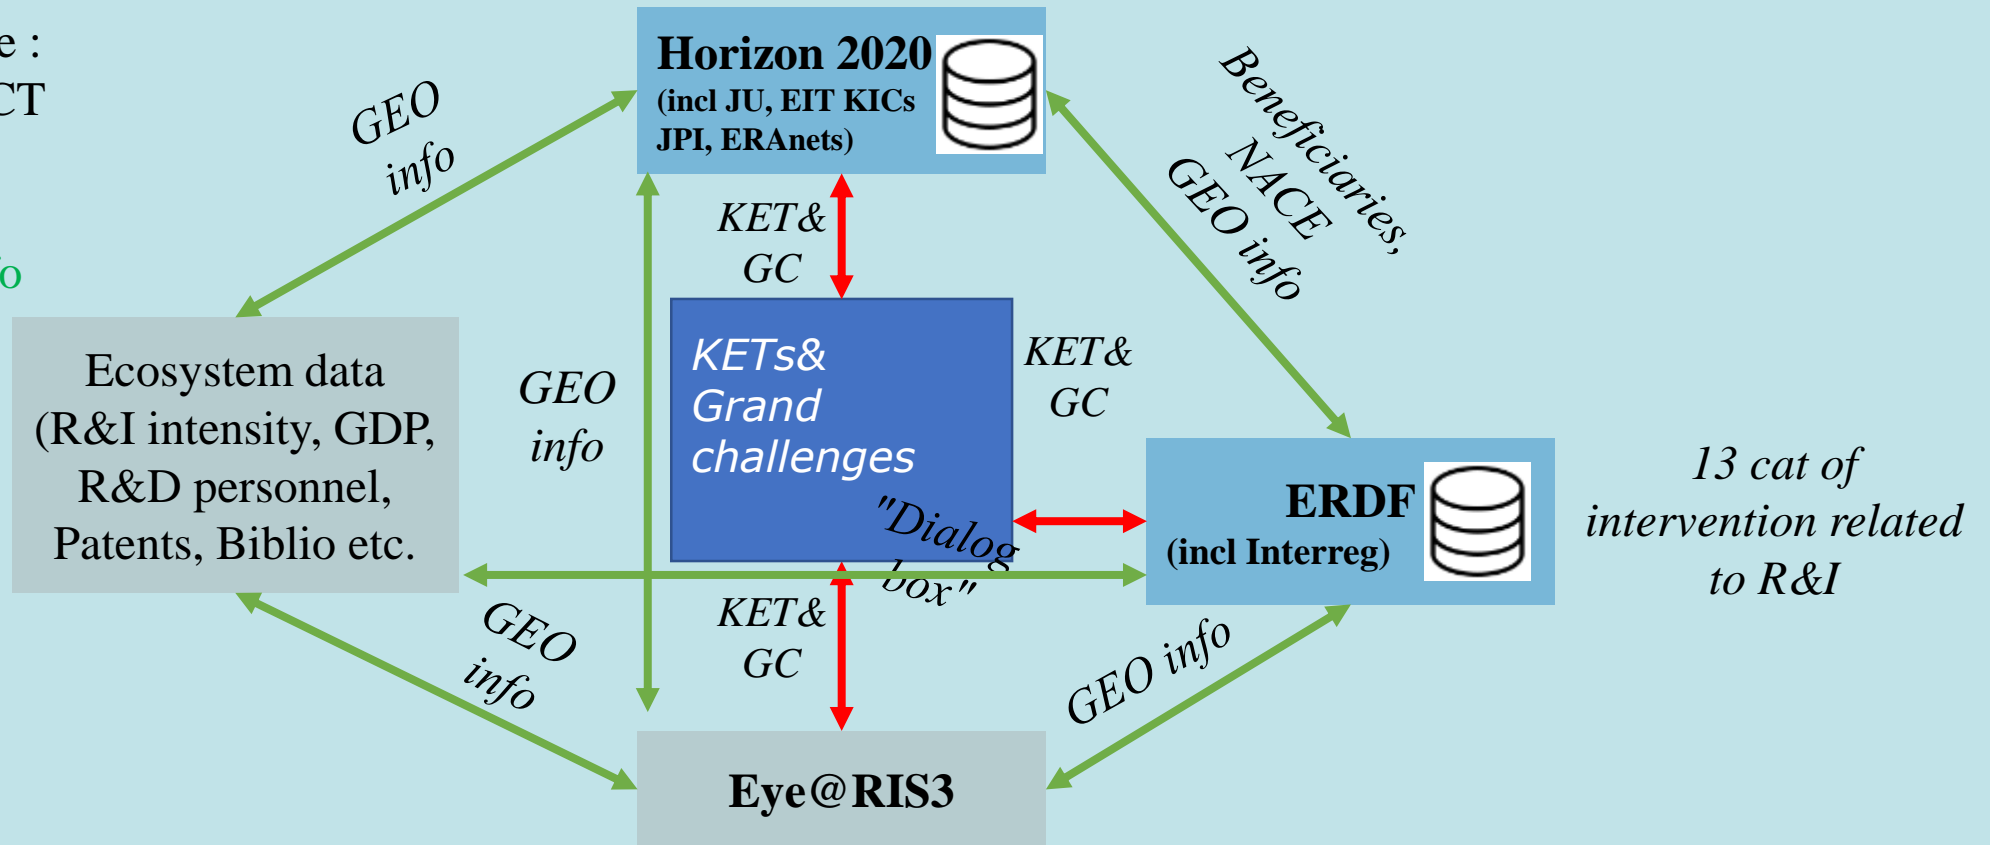 e :
CT
o
Horizon 2020
(incl JU, EIT KICs
JPI, ERAnets)
GEO
info
Beneficiaries,
NACE
GEO info
KET&
GC
Ecosystem data
(R&I intensity, GDP,
R&D personnel,
Patents, Biblio etc.
GEO
info
KETs&
Grand
challenges
"Dialog
box"
KET&
GC
ERDF
(incl Interreg)
13 cat of
intervention related
to R&I
GEO
info
KET&
GC
GEO info
Eye@RIS3